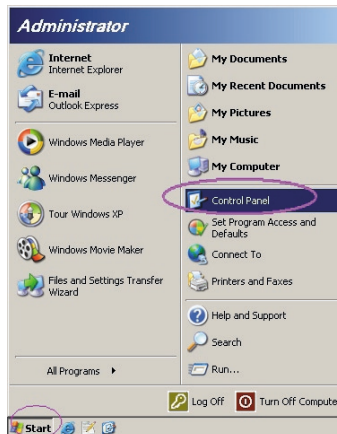 Administrator
Internet
Internet Explorer
E-mail
Outlook Express
Windows Media Player
Windows Messenger
Tour Windows XP
Windows Movie Maker
Files and Settings Transfer
Wizard
All Programs
My Documents
My Recent Documents
My Pictures
My Music
My Computer
Control Panel
Set Program Access and
Defaults
Connect To
Printers and Faxes
Help and Support
Search
Run...
Log Off
Turn Off Compute
Start